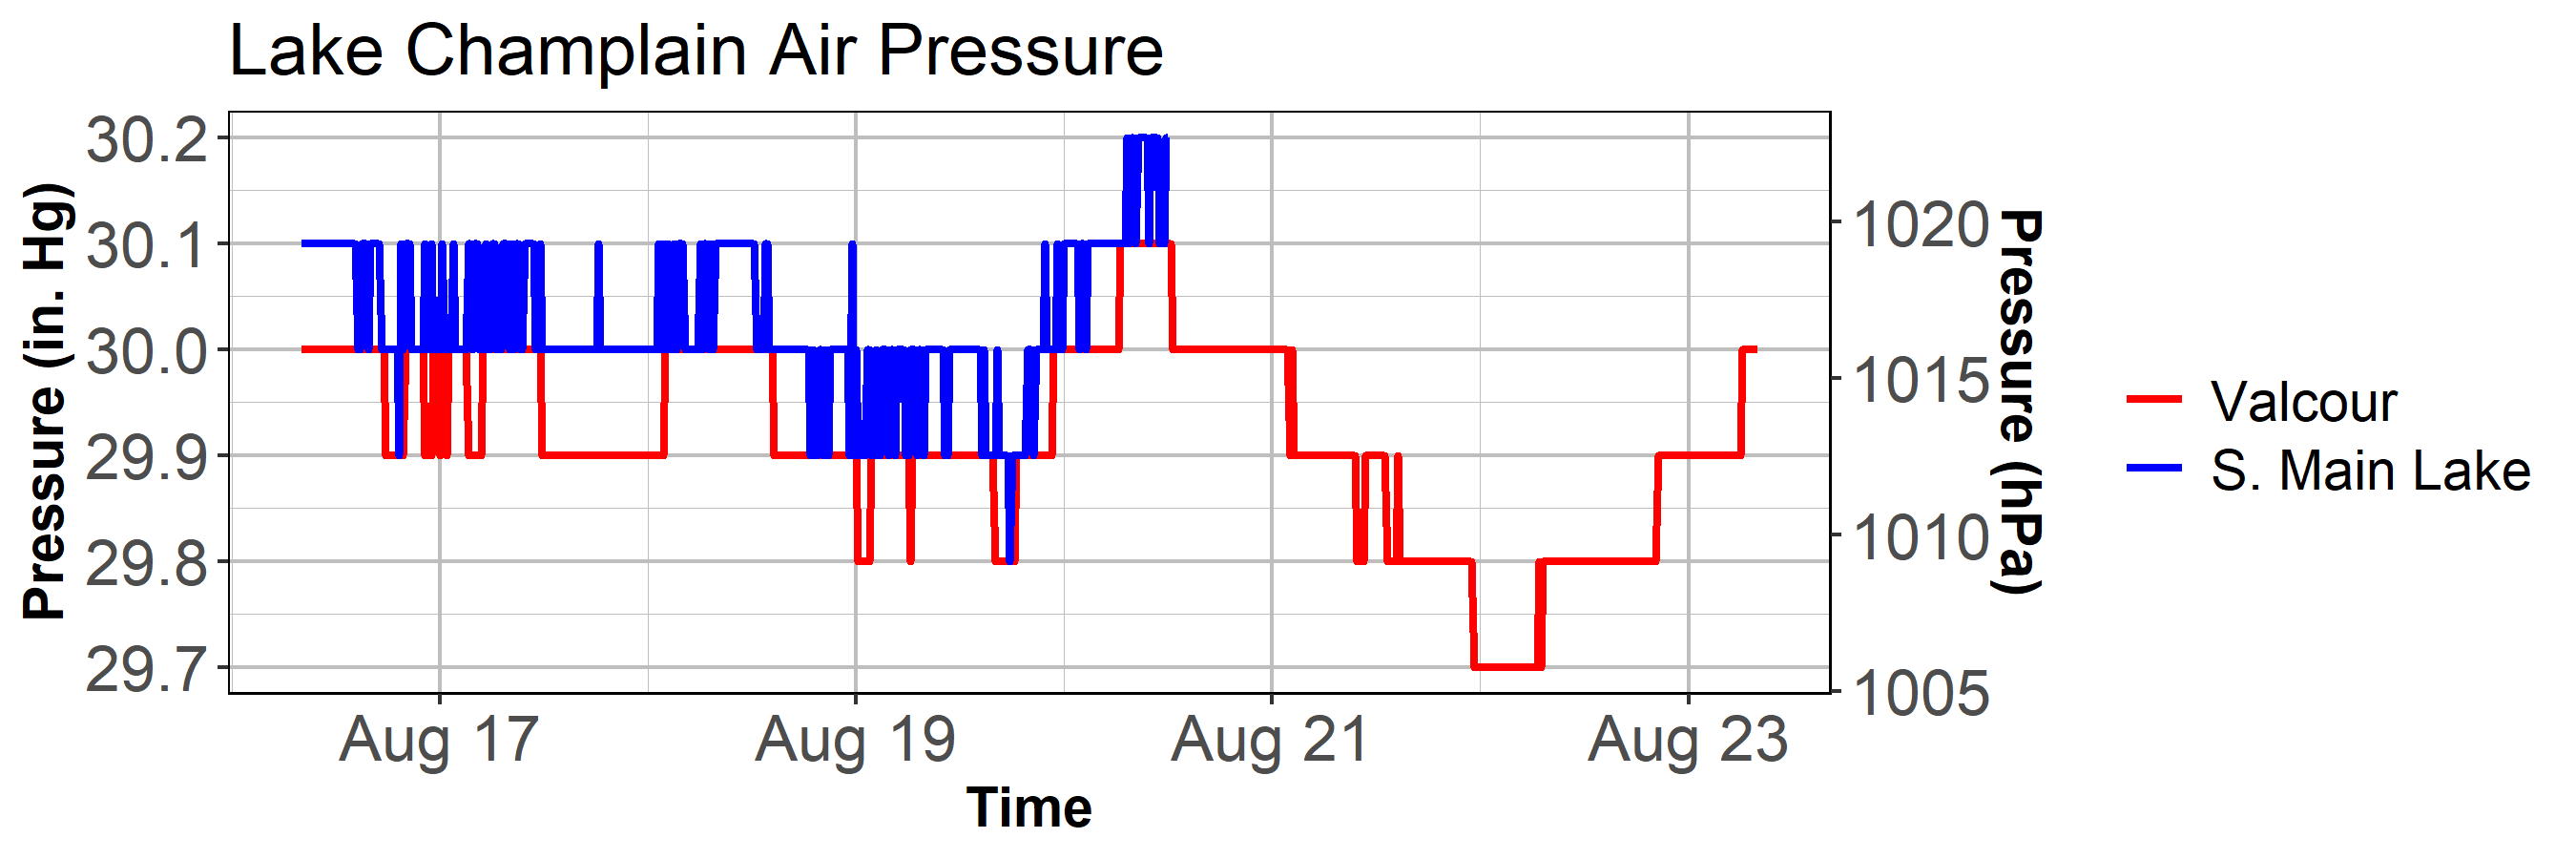 Lake Champlain Air Pressure
Pressure (in. Hg)
30.2
30.1
30.0
29.9
29.8
29.7
1020
1015
1010
1005
Pressure (hPa)
Aug 17
Aug 19
Aug 21
Aug 23
Time
Valcour
S. Main Lake